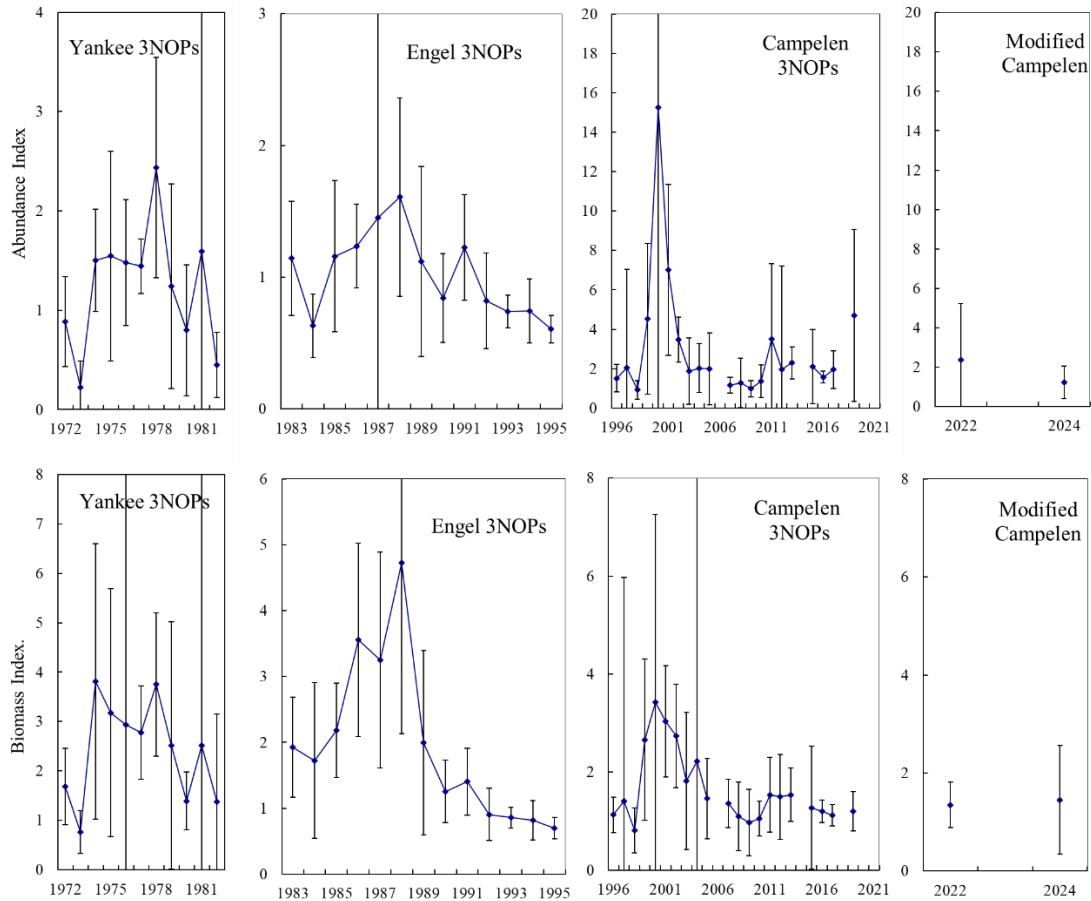 Yankee 3NOPs
Engel 3NOPs
Campelen
3NOPs
Modified
Campelen
Abundance Index
4
3
2
1
0
1972 1975 1978 1981
3
2
1
0
1983 1985 1987 1989 1991 1993 1995
20
18
16
14
12
10
8
6
4
2
0
1996 2001 2006 2011 2016 2021
20
18
16
14
12
10
8
6
4
2
0
2022 2024
Yankee 3NOPs
Engel 3NOPs
Campelen
3NOPs
Modified
Campelen
Biomass Index.
8
7
6
5
4
3
2
1
0
1972 1975 1978 1981
6
5
4
3
2
1
0
1983 1985 1987 1989 1991 1993 1995
8
6
4
2
0
1996 2001 2006 2011 2016 2021
8
6
4
2
0
2022 2024